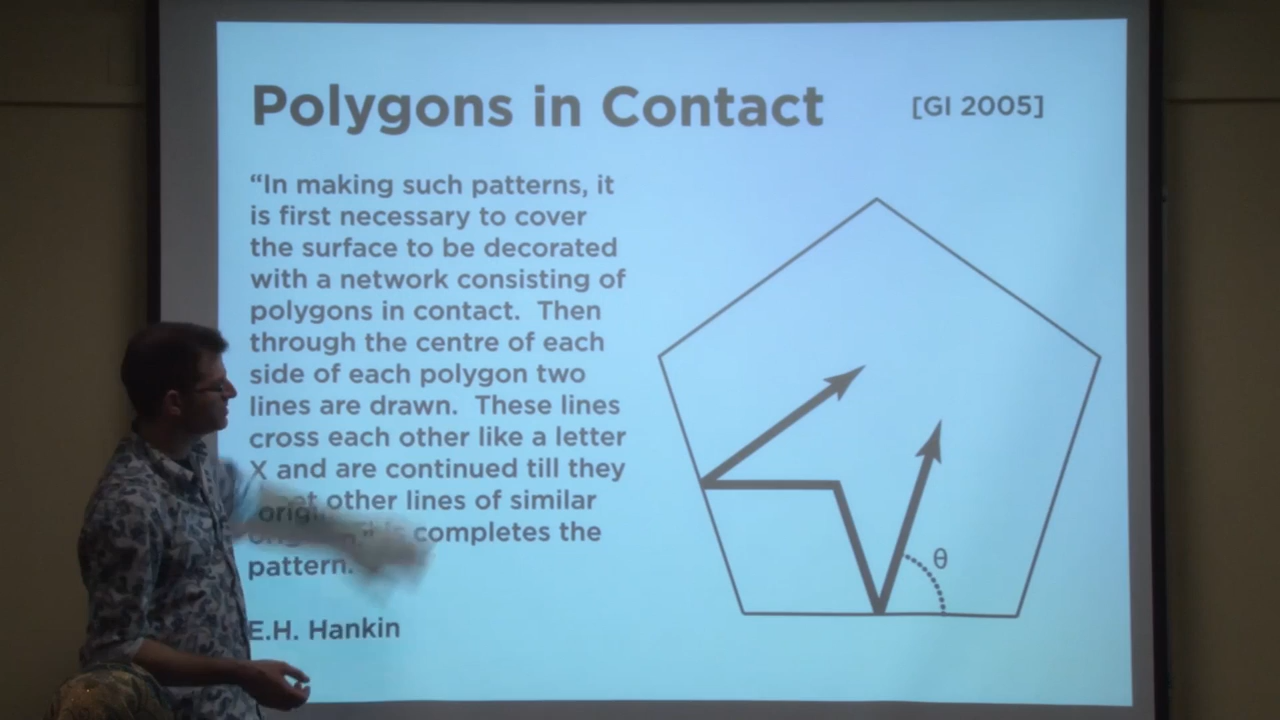 Polygons in Contact
[GI 2005]
“In making such patterns, it
is first necessary to cover
the surface to be decorated
with a network consisting of
polygons in contact.  Then
through the centre of each
side of each polygon two
lines are drawn.  These lines
cross each other like a letter
X and are continued till they
other lines of similar
completes the
pattern.
E.H. Hankin
θ